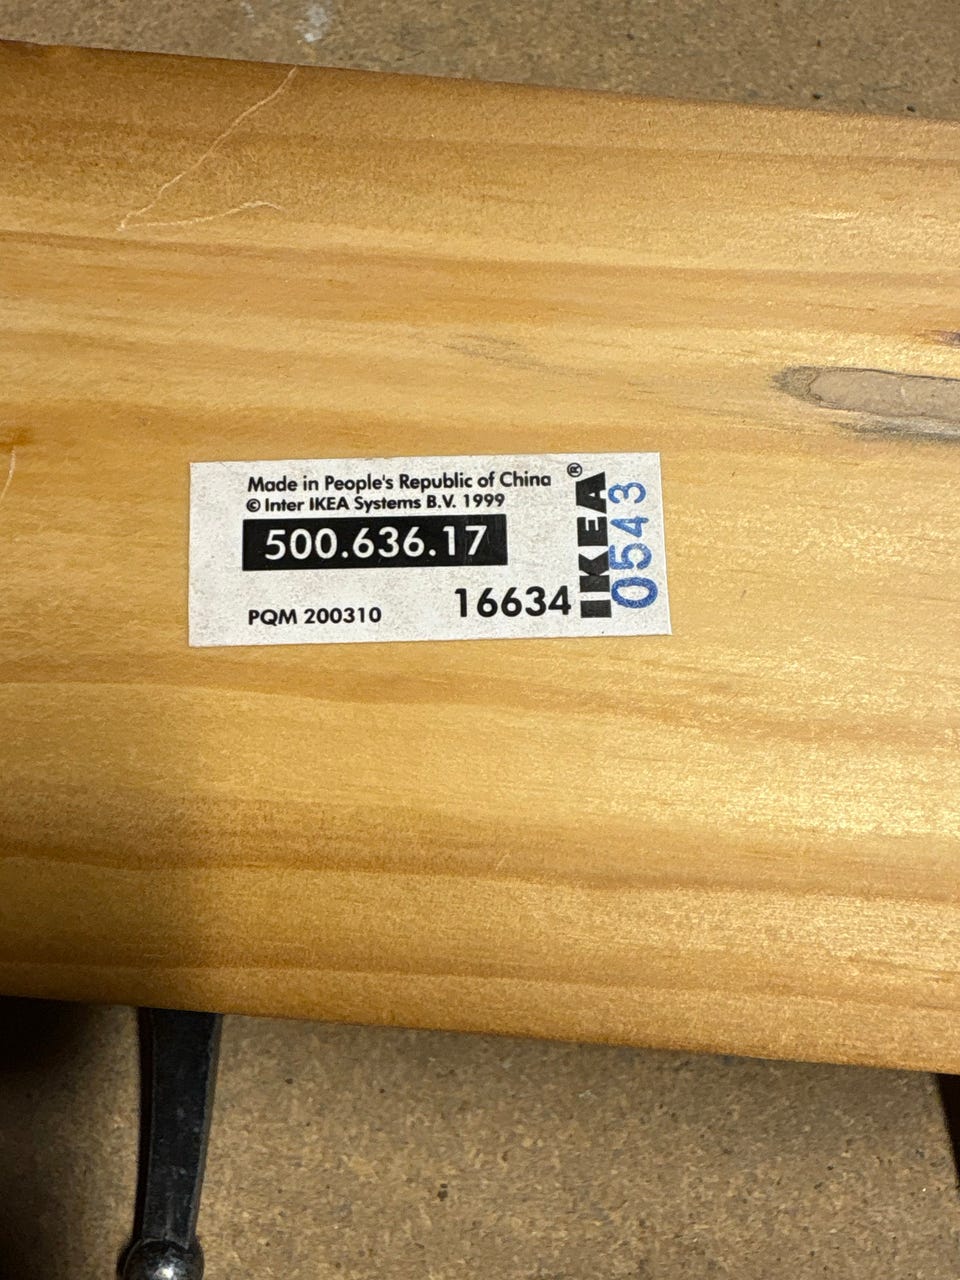 Made in People's Republic of China
© Inter IKEA Systems B.V. 1999
500.636.17
PQM 200310
16634
IKEA®
0543